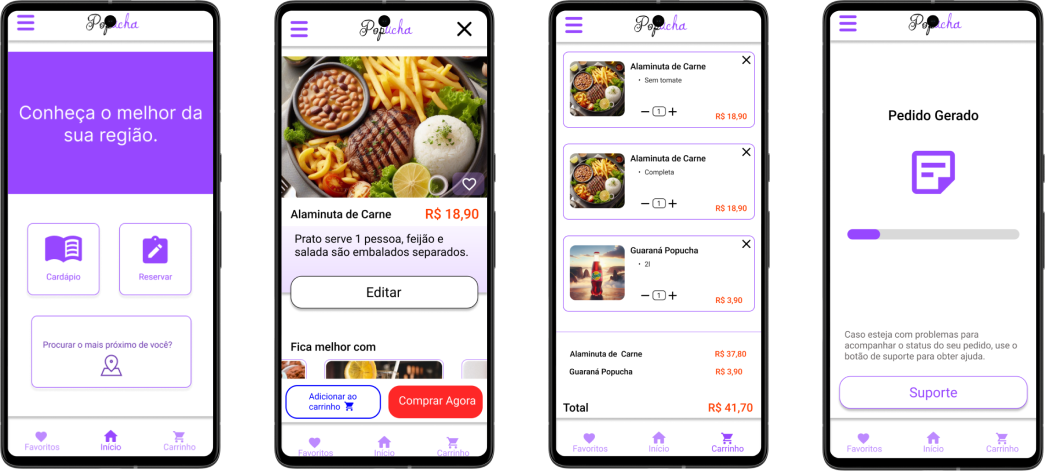 Popucha
Conheça o melhor da
sua região.
Cardápio
Reservar
Procurar o mais próximo de você?
Favoritos
Início
Carrinho
Popucha
Alaminuta de Carne
R$ 18,90
Prato serve 1 pessoa, feijão e
salada são embalados separados.
Editar
Fica melhor com
Adicionar ao
carrinho
Comprar Agora
Favoritos
Início
Carrinho
Popucha
Alaminuta de Carne
• Sem tomate
1
R$ 18,90
Alaminuta de Carne
• Completa
1
R$ 18,90
Guaraná Popucha
• 2l
1
R$ 3,90
Alaminuta de Carne R$ 37,80
Guaraná Popucha R$ 3,90
Total R$ 41,70
Favoritos
Início
Carrinho
Popucha
Pedido Gerado
Caso esteja com problemas para
acompanhar o status do seu pedido, use o
botão de suporte para obter ajuda.
Suporte
Favoritos
Início
Carrinho